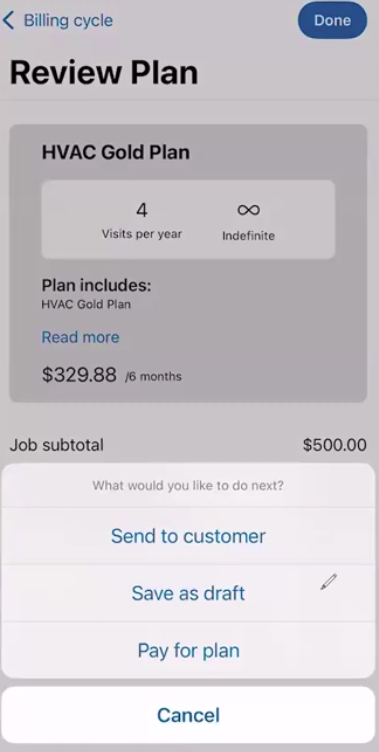 Billing cycle
Done
Review Plan
HVAC Gold Plan
4
∞
Visits per year
Indefinite
Plan includes:
HVAC Gold Plan
Read more
$329.88 /6 months
Job subtotal
$500.00
What would you like to do next?
Send to customer
Save as draft
Pay for plan
Cancel